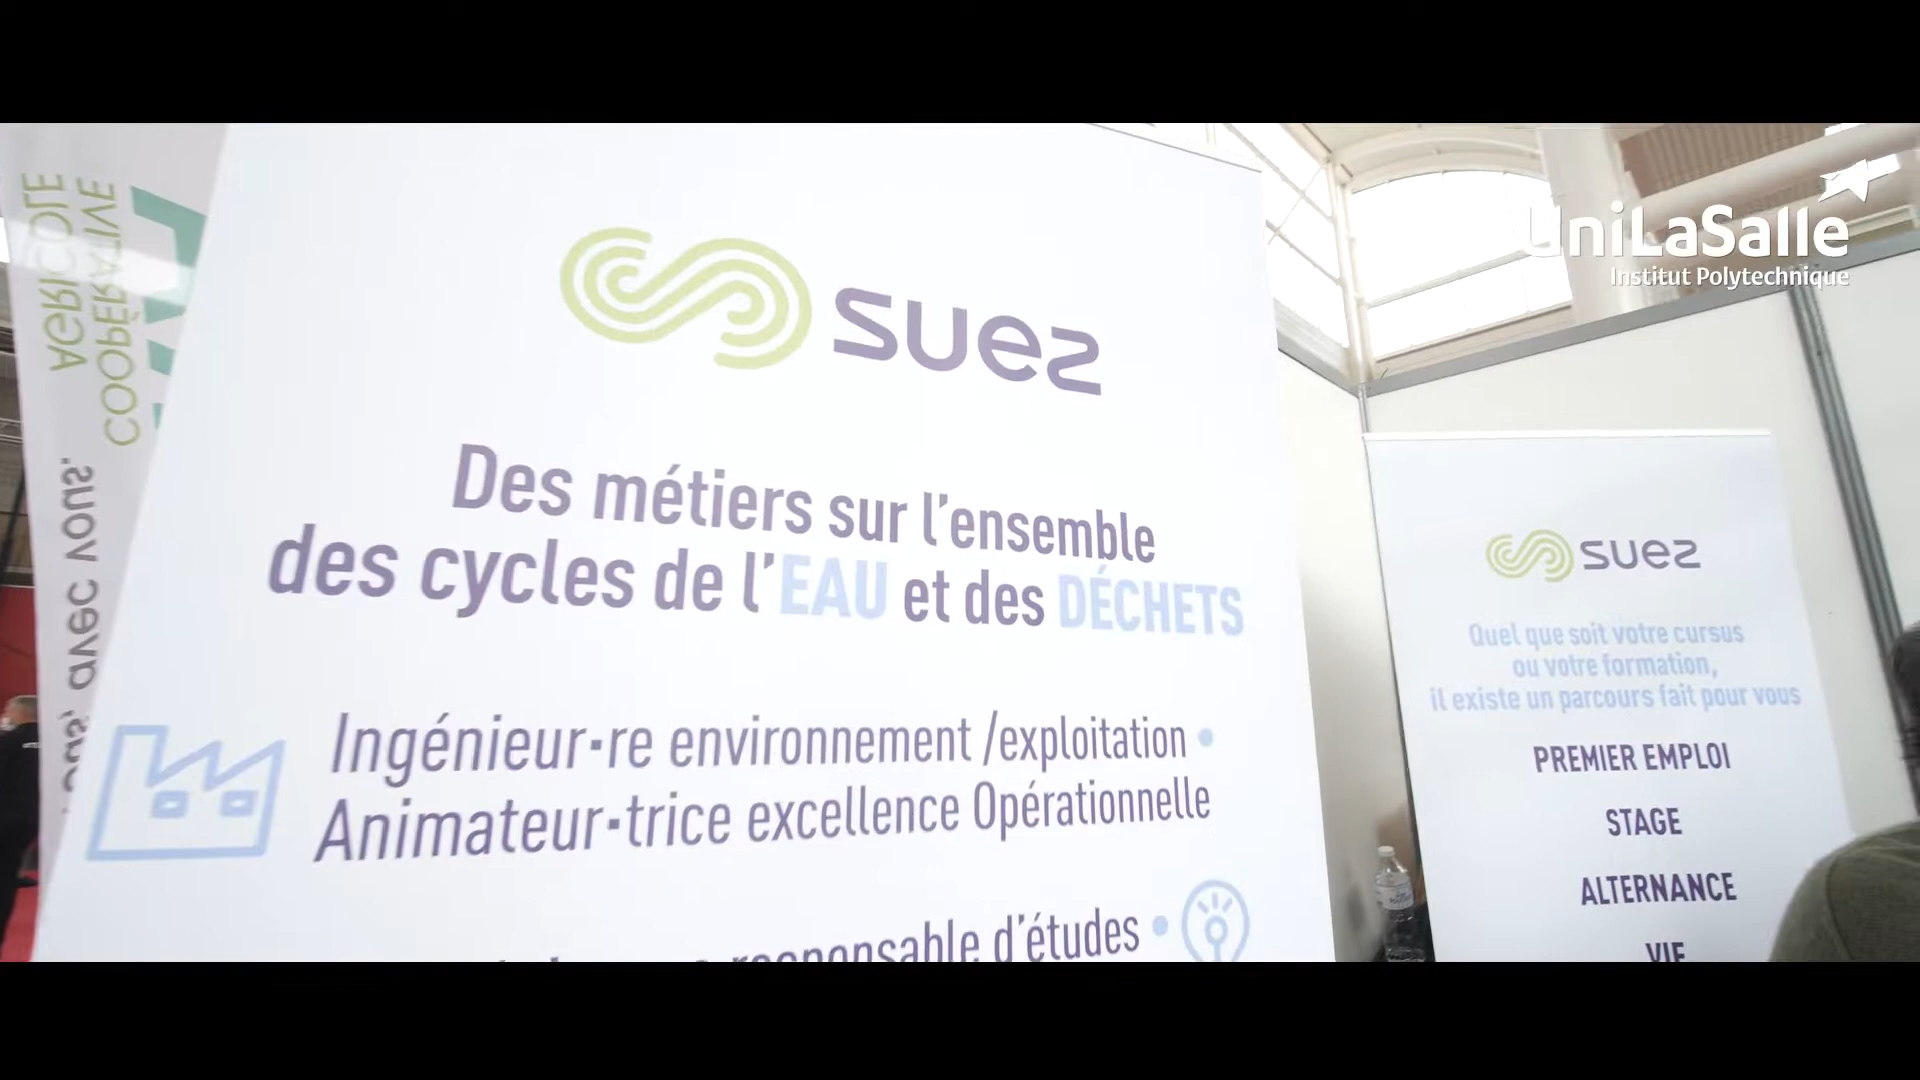 AGRICOLE
COOPÉRATIVE
avec vous.
UniLaSalle
Institut Polytechnique
suez
Des métiers sur l'ensemble
des cycles de l'EAU et des DÉCHETS
Ingénieur·re environnement /exploitation •
Animateur·trice excellence Opérationnelle
responsable d'études •
suez
Quel que soit votre cursus
ou votre formation,
il existe un parcours fait pour vous
PREMIER EMPLOI
STAGE
ALTERNANCE
VIE